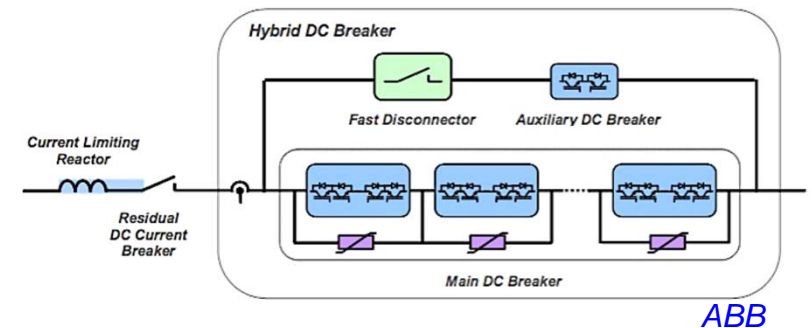 Hybrid DC Breaker
Fast Disconnector
Auxiliary DC Breaker
Current Limiting
Reactor
Residual
DC Current
Breaker
Main DC Breaker
ABB